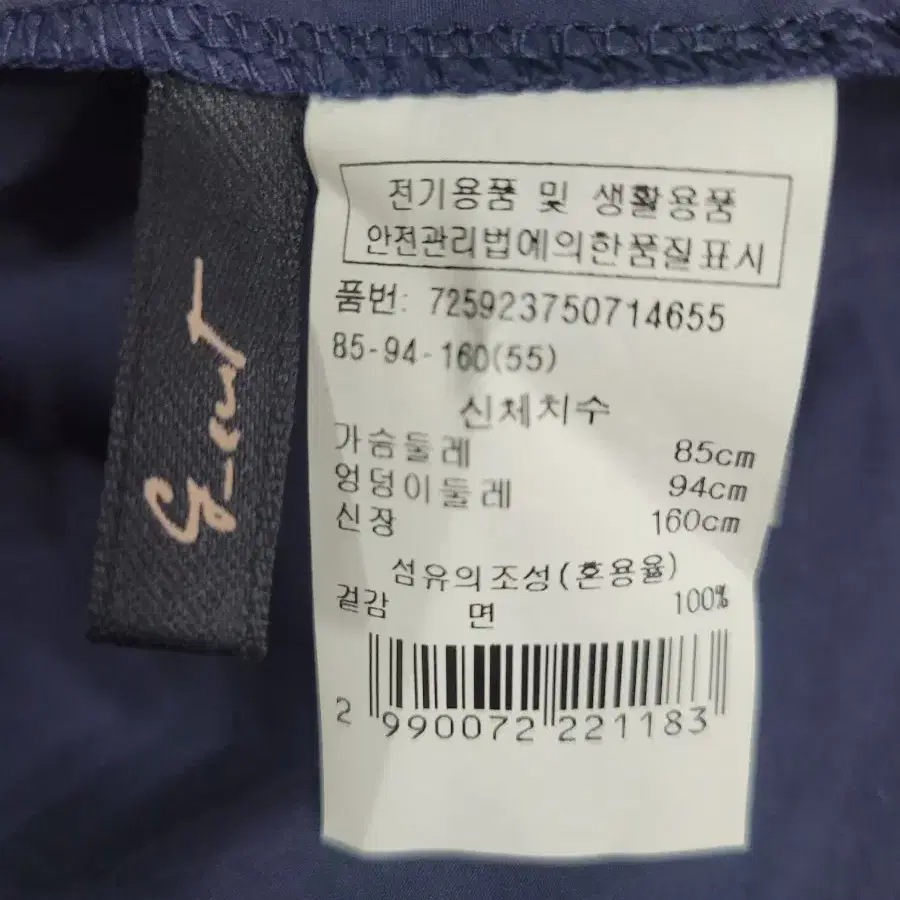 g-cut
전기용품 및 생활용품
안전관리법에의한품질표시
품번: 725923750714655
85-94-160(55)
신체치수
가슴둘레 85cm
엉덩이둘레 94cm
신장 160cm
섬유의조성(혼용율)
겉감 면 100%
2 990072 221183